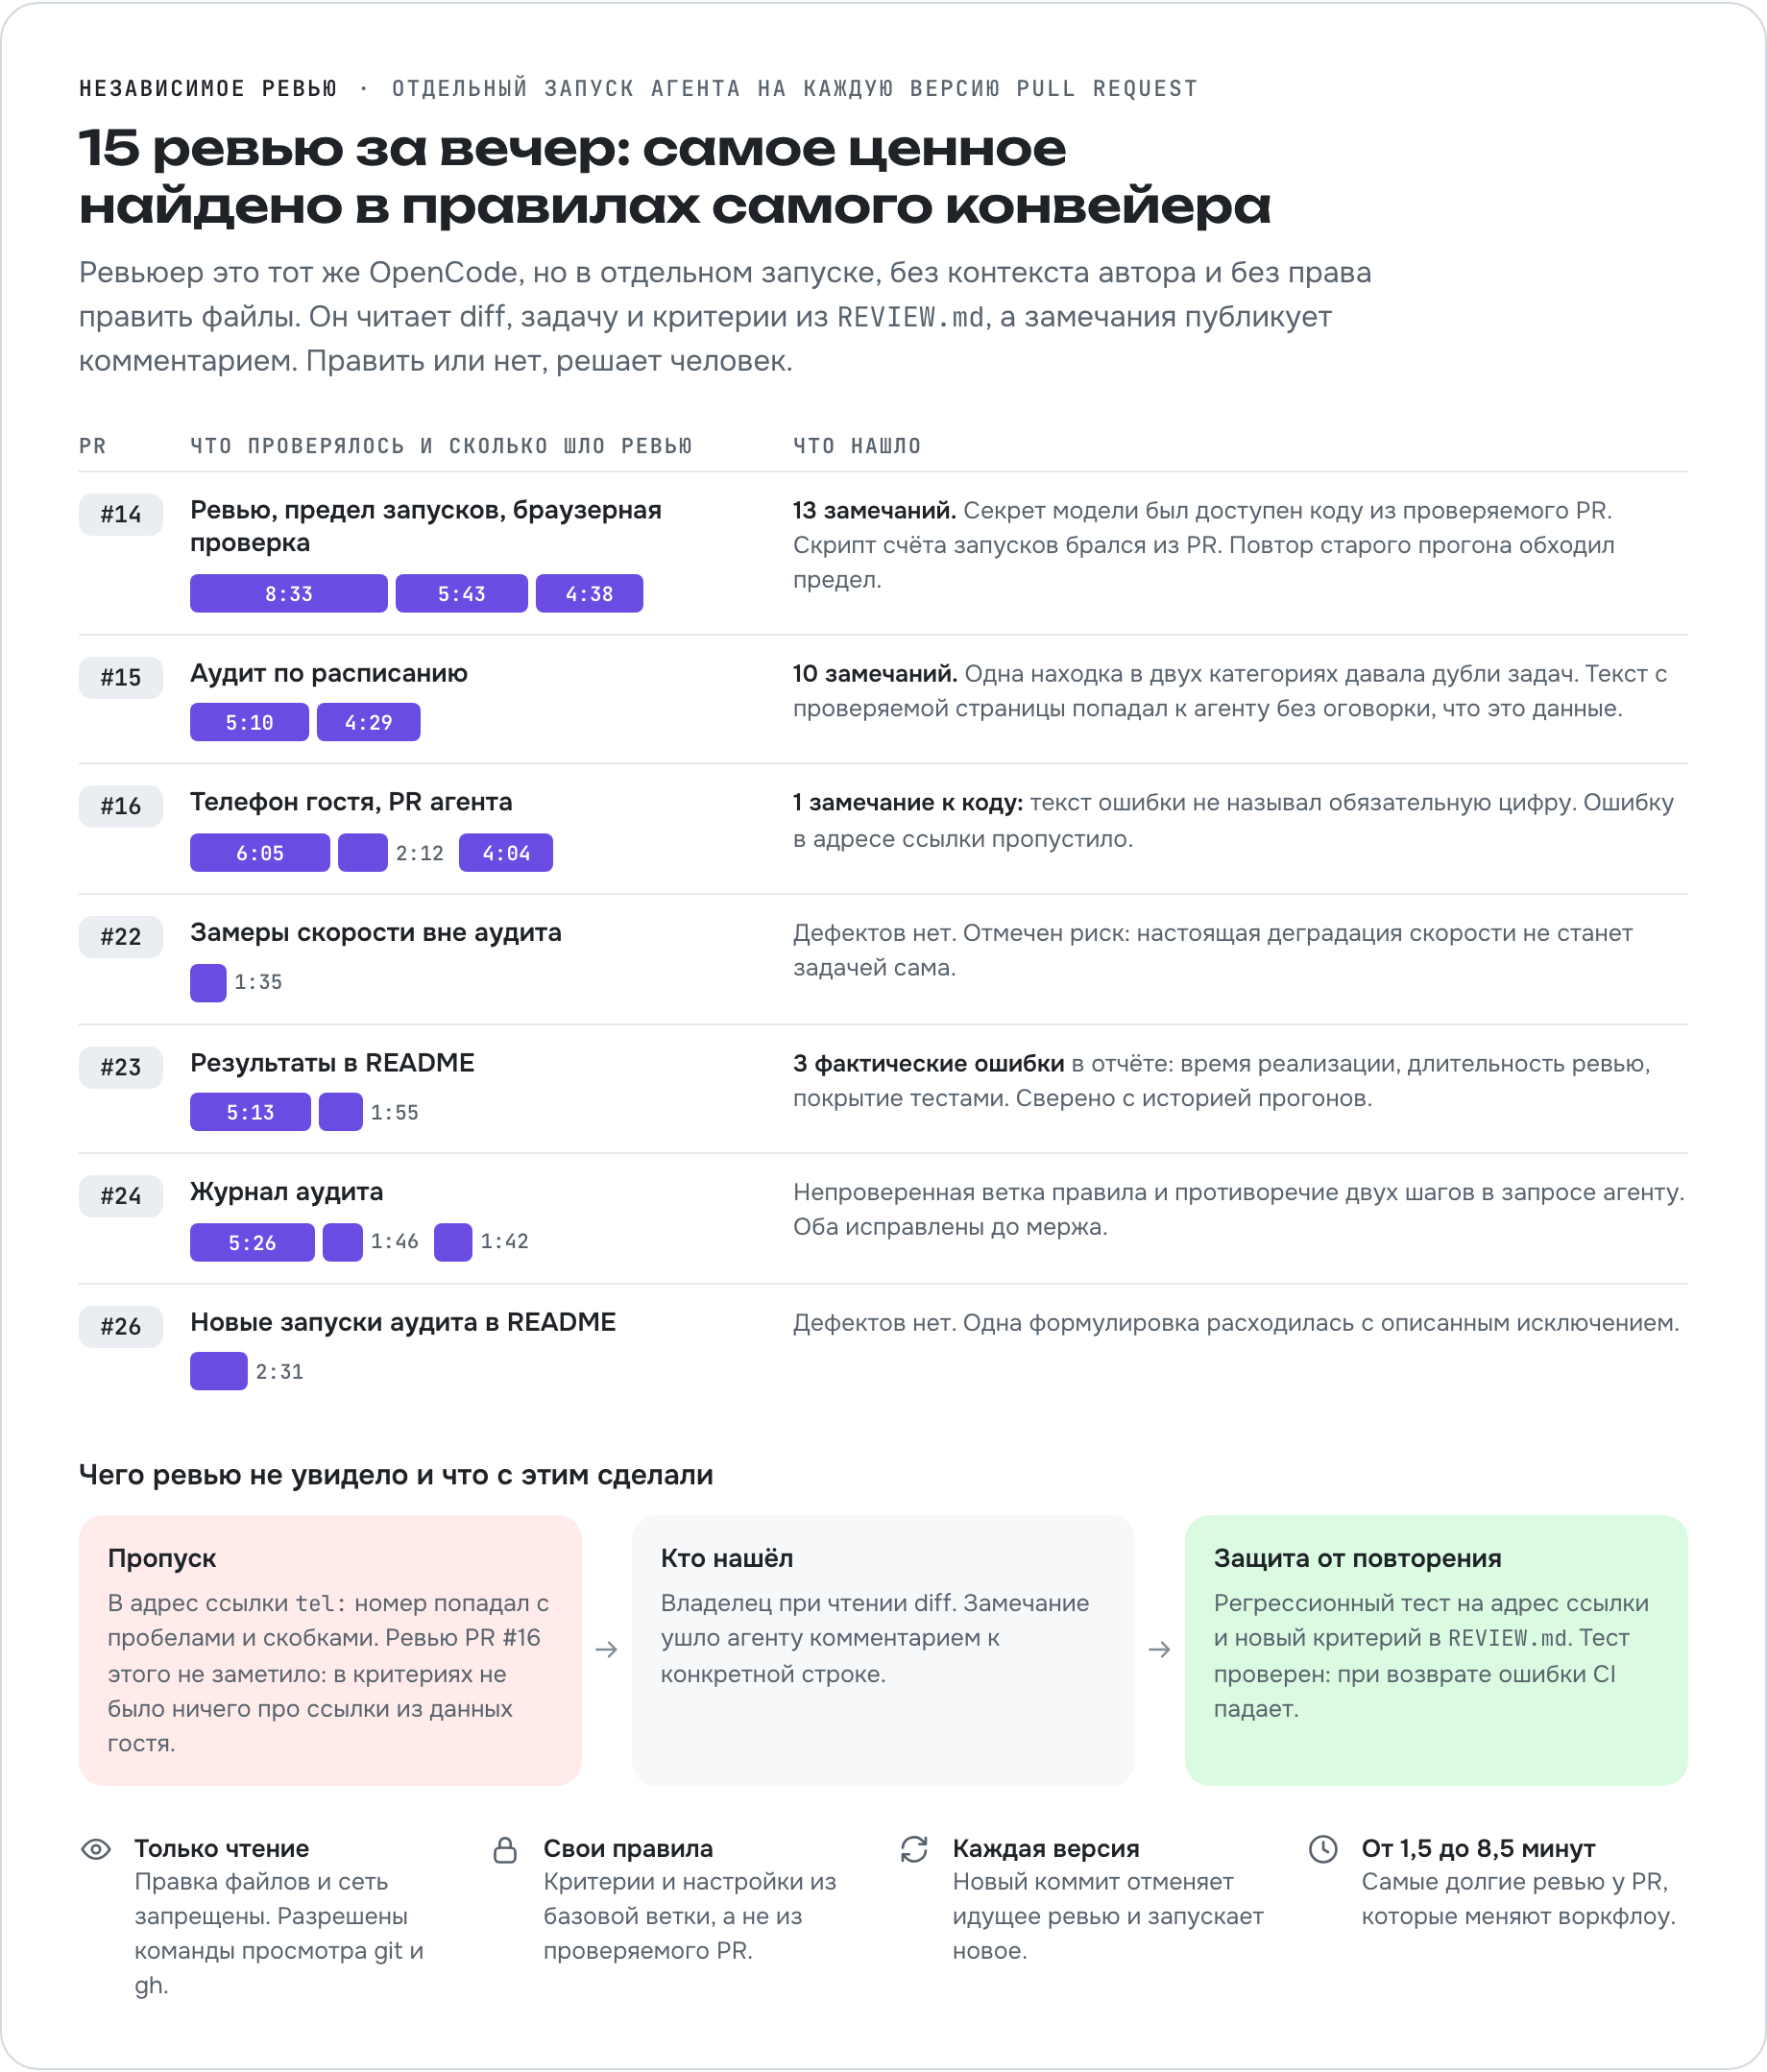 НЕЗАВИСИМОЕ РЕВЬЮ · ОТДЕЛЬНЫЙ ЗАПУСК АГЕНТА НА КАЖДУЮ ВЕРСИЮ PULL REQUEST
15 ревью за вечер: самое ценное
найдено в правилах самого конвейера
Ревьюер это тот же OpenCode, но в отдельном запуске, без контекста автора и без права
править файлы. Он читает diff, задачу и критерии из REVIEW.md, а замечания публикует
комментарием. Править или нет, решает человек.
PR ЧТО ПРОВЕРЯЛОСЬ И СКОЛЬКО ШЛО РЕВЬЮ ЧТО НАШЛО
#14
Ревью, предел запусков, браузерная
проверка
8:33 5:43 4:38
13 замечаний. Секрет модели был доступен коду из проверяемого PR.
Скрипт счёта запусков брался из PR. Повтор старого прогона обходил
предел.
#15
Аудит по расписанию
5:10 4:29
10 замечаний. Одна находка в двух категориях давала дубли задач. Текст с
проверяемой страницы попадал к агенту без оговорки, что это данные.
#16
Телефон гостя, PR агента
6:05 2:12 4:04
1 замечание к коду: текст ошибки не называл обязательную цифру. Ошибку
в адресе ссылки пропустило.
#22
Замеры скорости вне аудита
1:35
Дефектов нет. Отмечен риск: настоящая деградация скорости не станет
задачей сама.
#23
Результаты в README
5:13 1:55
3 фактические ошибки в отчёте: время реализации, длительность ревью,
покрытие тестами. Сверено с историей прогонов.
#24
Журнал аудита
5:26 1:46 1:42
Непроверенная ветка правила и противоречие двух шагов в запросе агенту.
Оба исправлены до мержа.
#26
Новые запуски аудита в README
2:31
Дефектов нет. Одна формулировка расходилась с описанным исключением.
Чего ревью не увидело и что с этим сделали
Пропуск
В адрес ссылки tel: номер попадал с
пробелами и скобками. Ревью PR #16
этого не заметило: в критериях не
было ничего про ссылки из данных
гостя.
→
Кто нашёл
Владелец при чтении diff. Замечание
ушло агенту комментарием к
конкретной строке.
→
Защита от повторения
Регрессионный тест на адрес ссылки
и новый критерий в REVIEW.md. Тест
проверен: при возврате ошибки CI
падает.
Только чтение
Правка файлов и сеть
запрещены. Разрешены
команды просмотра git и
gh.
Свои правила
Критерии и настройки из
базовой ветки, а не из
проверяемого PR.
Каждая версия
Новый коммит отменяет
идущее ревью и запускает
новое.
От 1,5 до 8,5 минут
Самые долгие ревью у PR,
которые меняют воркфлоу.